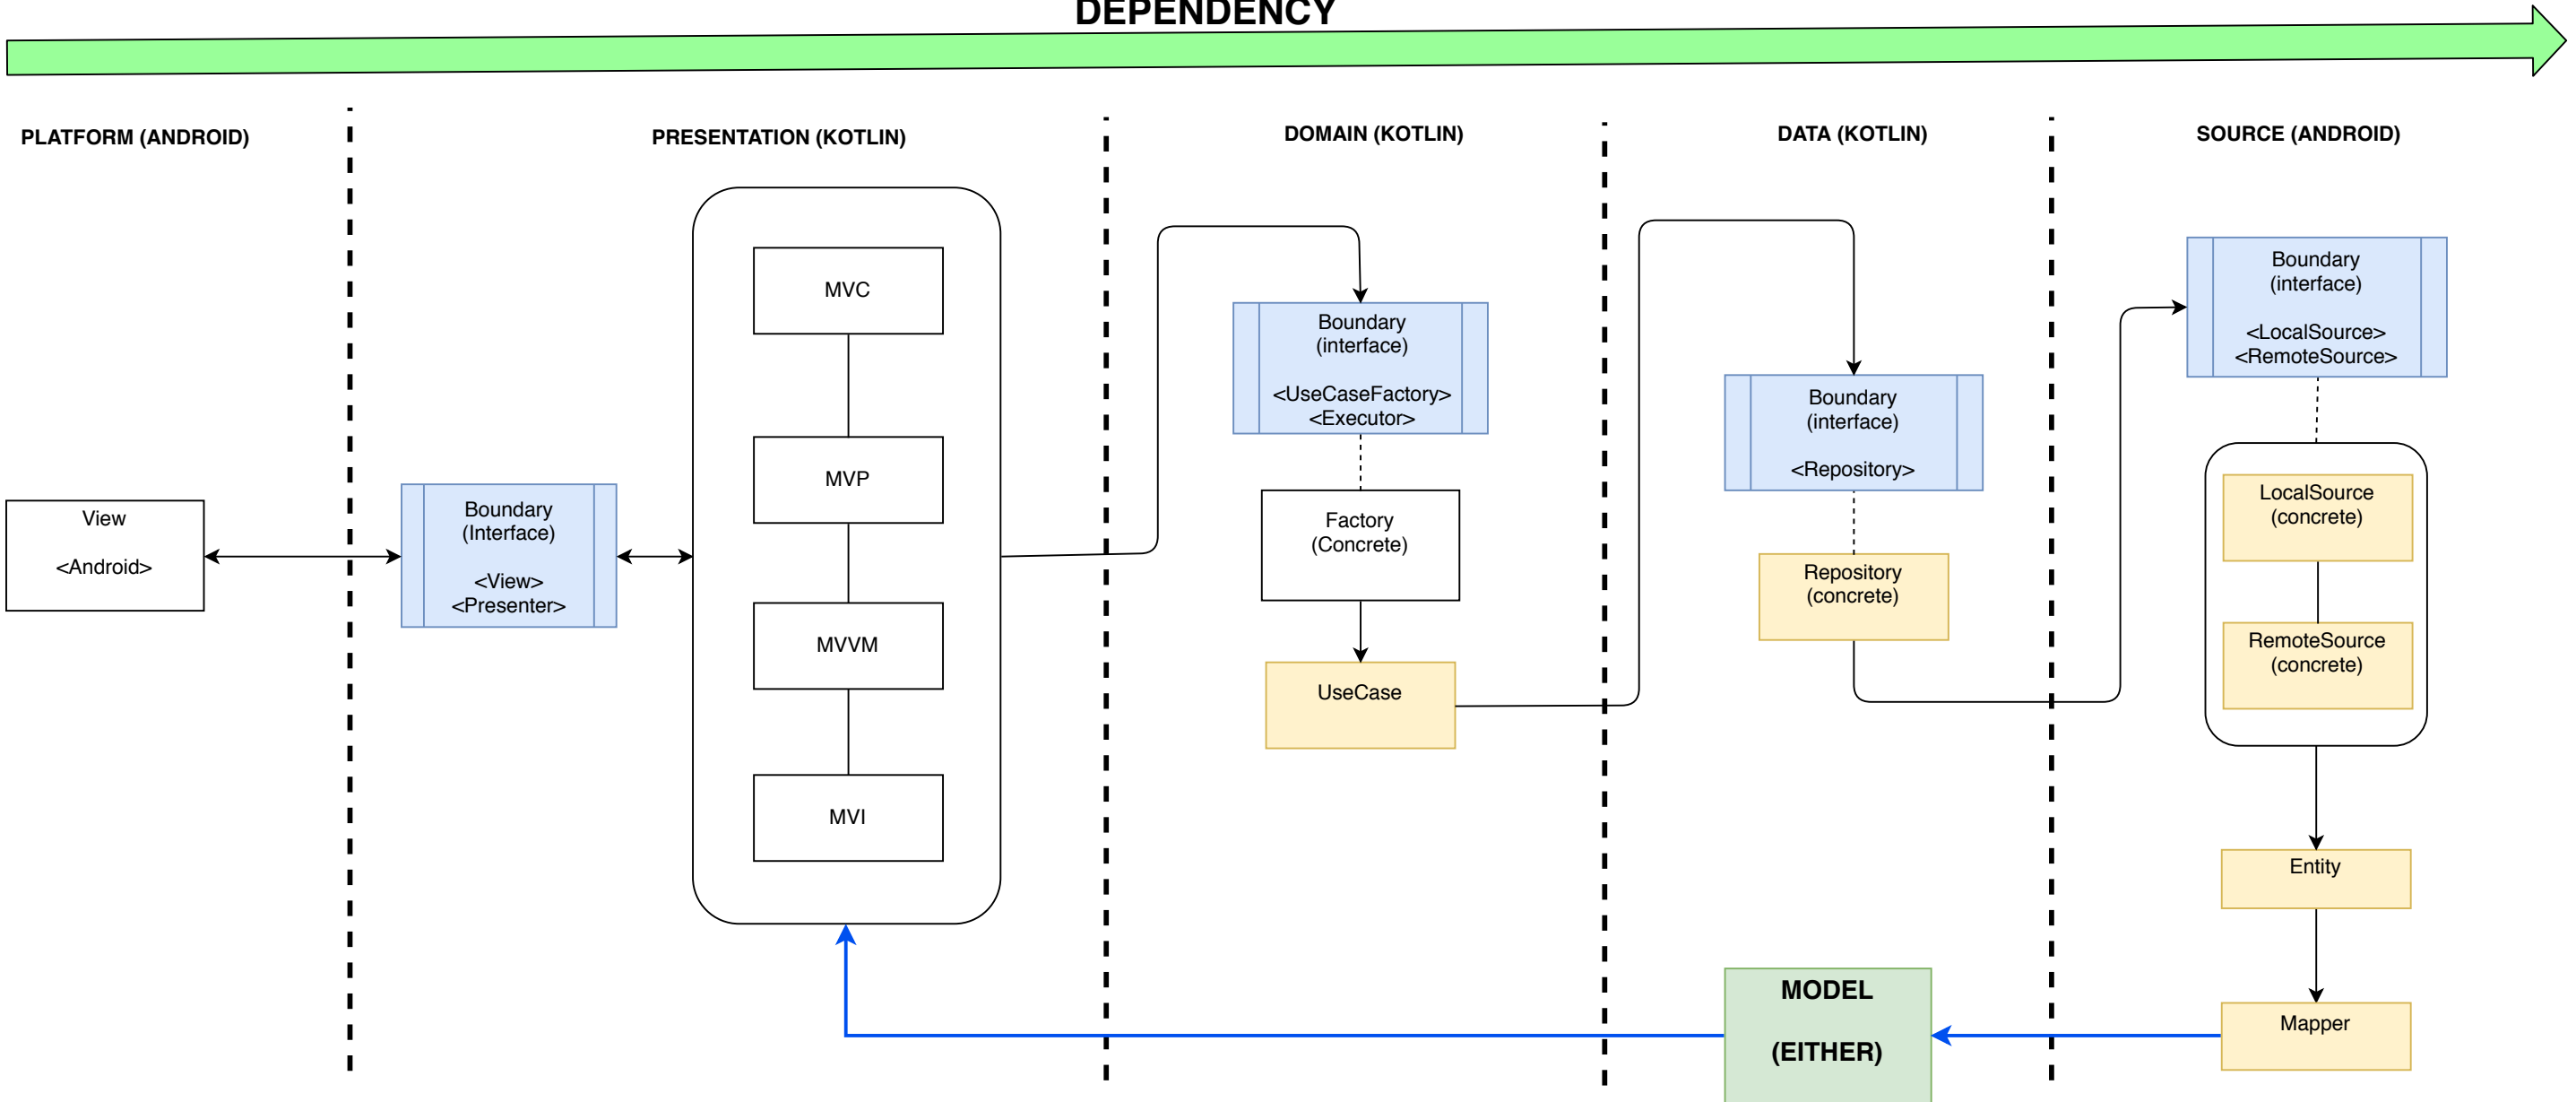 DEPENDENCY
PLATFORM (ANDROID)
PRESENTATION (KOTLIN)
DOMAIN (KOTLIN)
DATA (KOTLIN)
SOURCE (ANDROID)
View
<Android>
Boundary
(Interface)
<View>
<Presenter>
MVC
MVP
MVVM
MVI
Boundary
(interface)
<UseCaseFactory>
<Executor>
Factory
(Concrete)
UseCase
Boundary
(interface)
<Repository>
Repository
(concrete)
Boundary
(interface)
<LocalSource>
<RemoteSource>
LocalSource
(concrete)
RemoteSource
(concrete)
Entity
Mapper
MODEL
(EITHER)